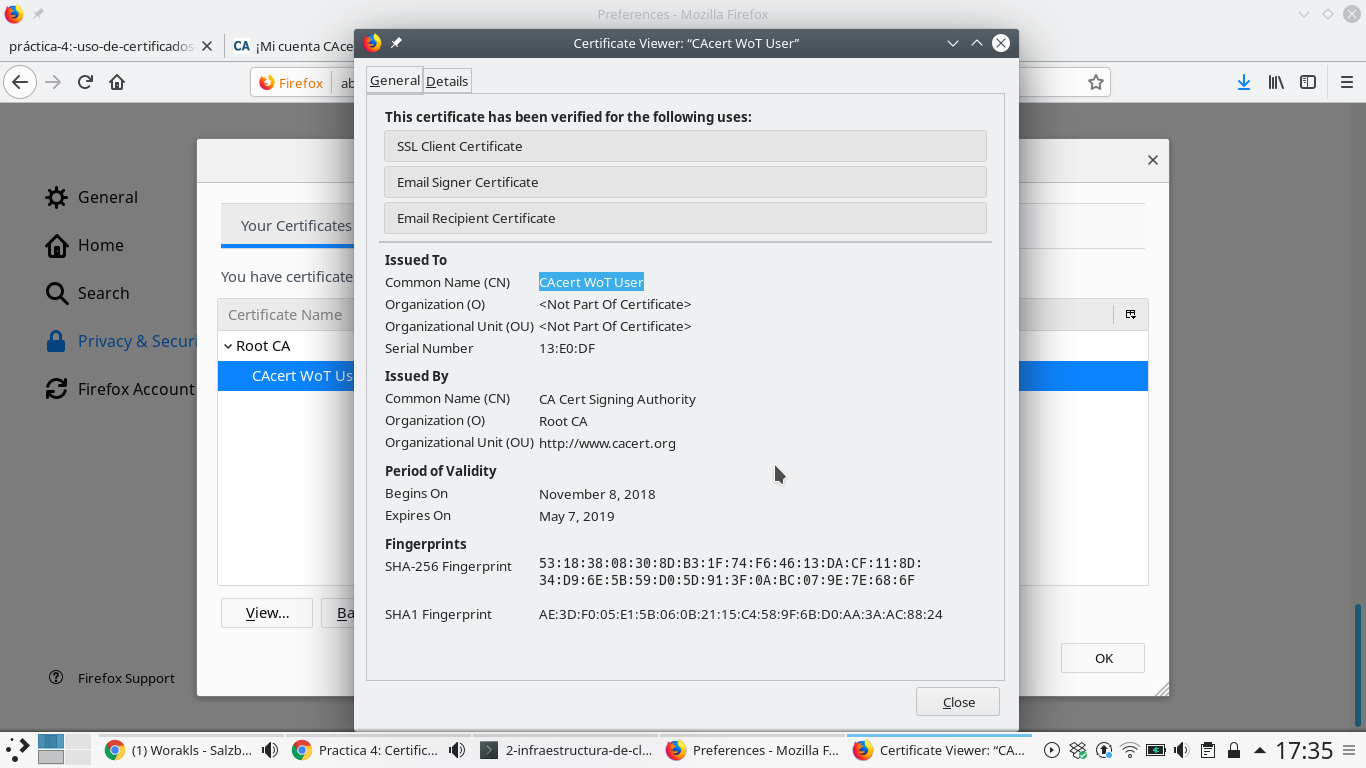 Preferences - Mozilla Firefox
práctica-4:-uso-de-certificados
CA ¡Mi cuenta CAce
Firefox
ab
Certificate Viewer: “CAcert WoT User”
General
Details
This certificate has been verified for the following uses:
SSL Client Certificate
Email Signer Certificate
Email Recipient Certificate
Issued To
Common Name (CN) CAcert WoT User
Organization (O) <Not Part Of Certificate>
Organizational Unit (OU) <Not Part Of Certificate>
Serial Number 13:E0:DF
Issued By
Common Name (CN) CA Cert Signing Authority
Organization (O) Root CA
Organizational Unit (OU) http://www.cacert.org
Period of Validity
Begins On November 8, 2018
Expires On May 7, 2019
Fingerprints
SHA-256 Fingerprint 53:18:38:08:30:8D:B3:1F:74:F6:46:13:DA:CF:11:8D:
34:D9:6E:5B:59:D0:5D:91:3F:0A:BC:07:9E:7E:68:6F
SHA1 Fingerprint AE:3D:F0:05:E1:5B:06:0B:21:15:C4:58:9F:6B:D0:AA:3A:AC:88:24
Close
General
Home
Search
Privacy & Securi
Firefox Account
Firefox Support
Your Certificates
You have certificate
Certificate Name
Root CA
CAcert WoT Us
View...
Ba
OK
(1) Worakls - Salzb...
Practica 4: Certific...
2-infraestructura-de-cl...
Preferences - Mozilla F...
Certificate Viewer: “CA...
17:35